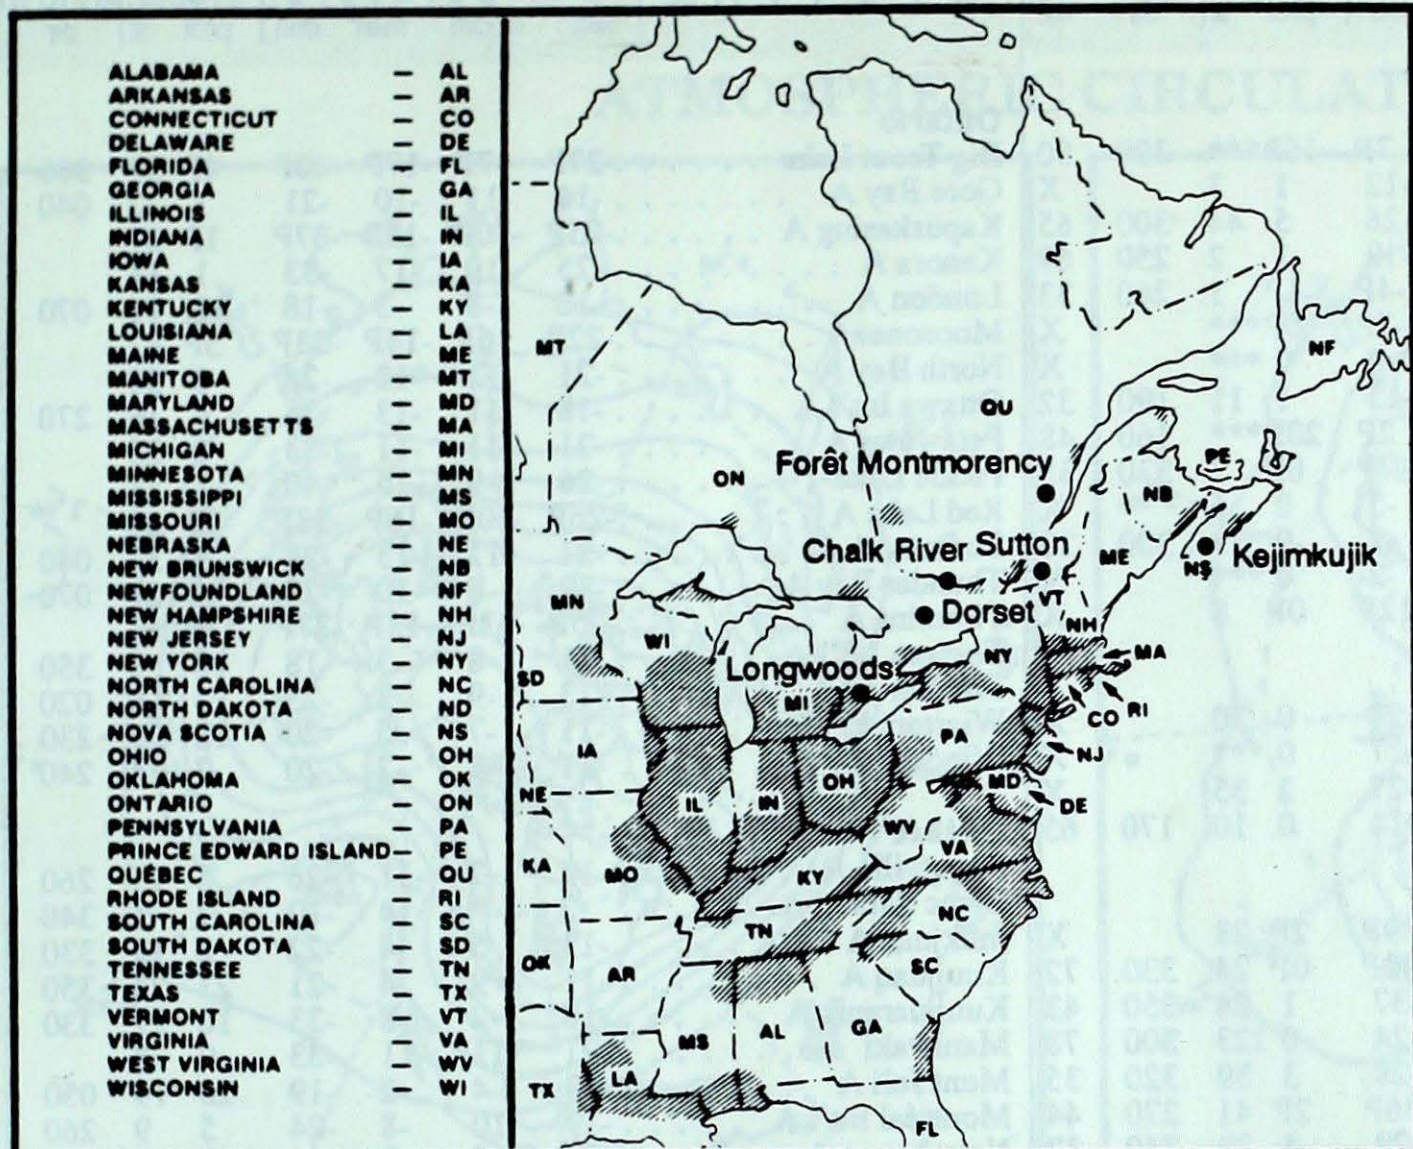 ALABAMA – AL
ARKANSAS – AR
CONNECTICUT – CO
DELAWARE – DE
FLORIDA – FL
GEORGIA – GA
ILLINOIS – IL
INDIANA – IN
IOWA – IA
KANSAS – KA
KENTUCKY – KY
LOUISIANA – LA
MAINE – ME
MANITOBA – MT
MARYLAND – MD
MASSACHUSETTS – MA
MICHIGAN – MI
MINNESOTA – MN
MISSISSIPPI – MS
MISSOURI – MO
NEBRASKA – NE
NEW BRUNSWICK – NB
NEWFOUNDLAND – NF
NEW HAMPSHIRE – NH
NEW JERSEY – NJ
NEW YORK – NY
NORTH CAROLINA – NC
NORTH DAKOTA – ND
NOVA SCOTIA – NS
OHIO – OH
OKLAHOMA – OK
ONTARIO – ON
PENNSYLVANIA – PA
PRINCE EDWARD ISLAND – PE
QUÉBEC – QU
RHODE ISLAND – RI
SOUTH CAROLINA – SC
SOUTH DAKOTA – SD
TENNESSEE – TN
TEXAS – TX
VERMONT – VT
VIRGINIA – VA
WEST VIRGINIA – WV
WISCONSIN – WI
MT
NF
QU
Forêt Montmorency
PE
ON
NB
Chalk River
Sutton
ME
NS
Kejimkujik
MN
VT
Dorset
NH
WI
NY
MA
SD
Longwoods
MI
CO
RI
IA
PA
NJ
NE
IL
IN
OH
MD
DE
WV
VA
KA
MO
KY
NC
TN
OK
AR
SC
MS
AL
GA
TX
LA
FL